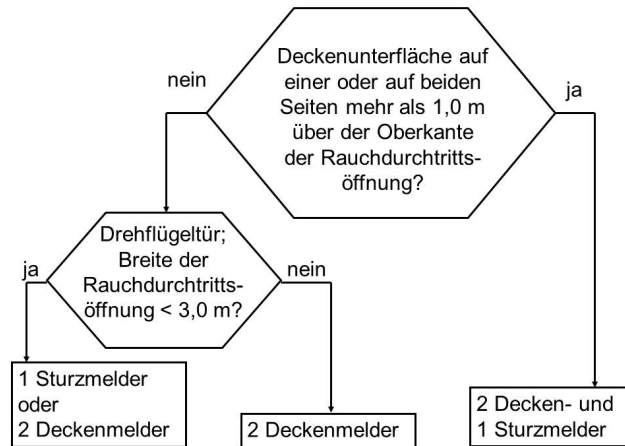 Deckenunterfläche auf
einer oder auf beiden
Seiten mehr als 1,0 m
über der Oberkante
der Rauchdurchtritts-
öffnung?
nein
ja
Drehflügeltür;
Breite der
Rauchdurchtritts-
öffnung < 3,0 m?
ja
nein
1 Sturzmelder
oder
2 Deckenmelder
2 Deckenmelder
2 Decken- und
1 Sturzmelder